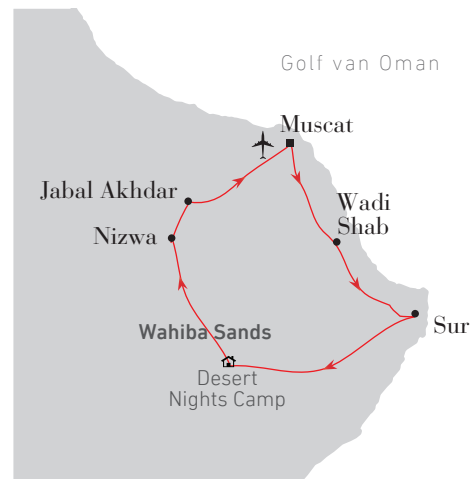 Golf van Oman
Muscat
Jabal Akhdar
Wadi
Shab
Nizwa
Sur
Wahiba Sands
Desert
Nights Camp